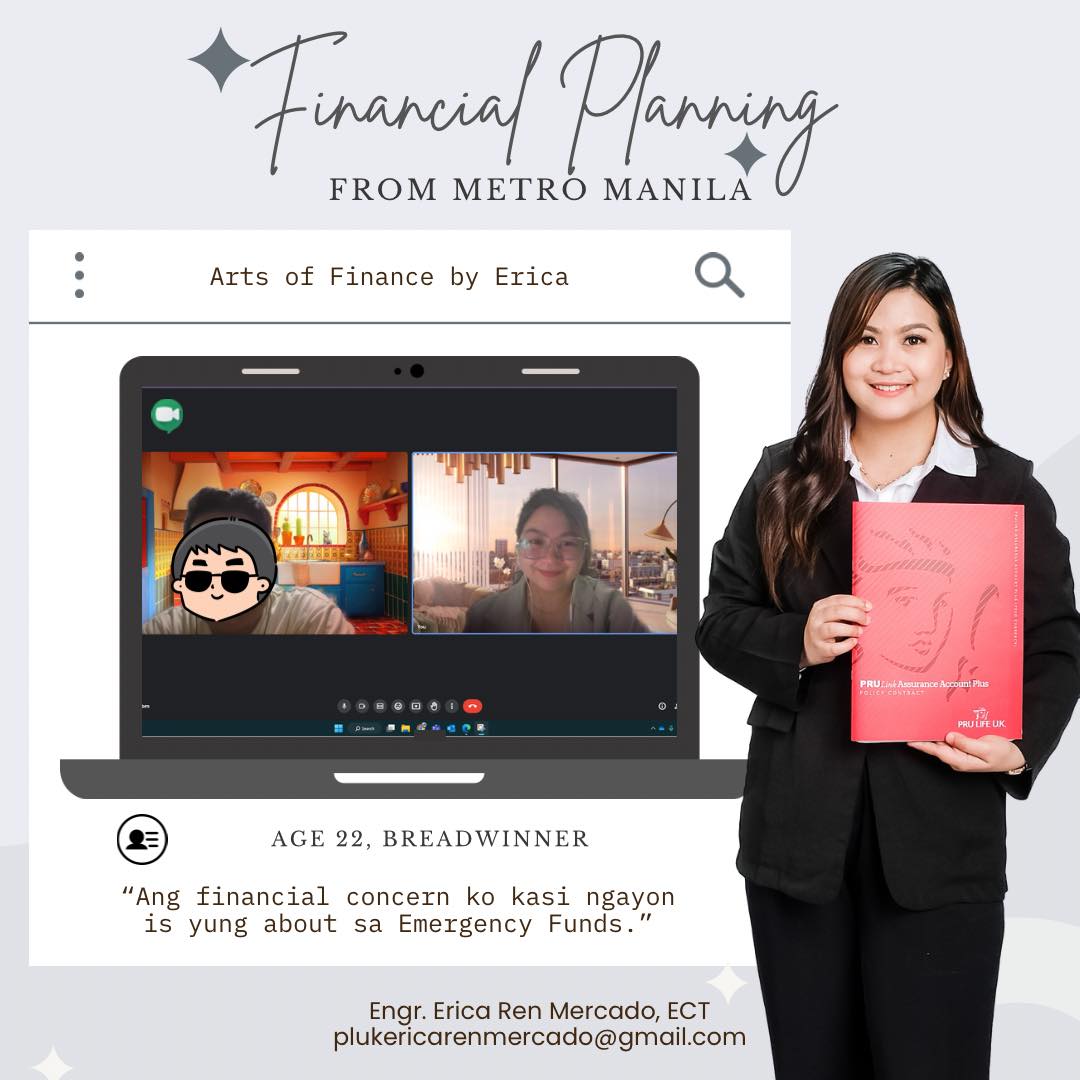 Financial Planning
FROM METRO MANILA
Arts of Finance by Erica
You
Search
PRULink Assurance Account Plus
POLICY CONTRACT
PRU LIFE U.K.
AGE 22, BREADWINNER
“Ang financial concern ko kasi ngayon
is yung about sa Emergency Funds.”
Engr. Erica Ren Mercado, ECT
plukericarenmercado@gmail.com